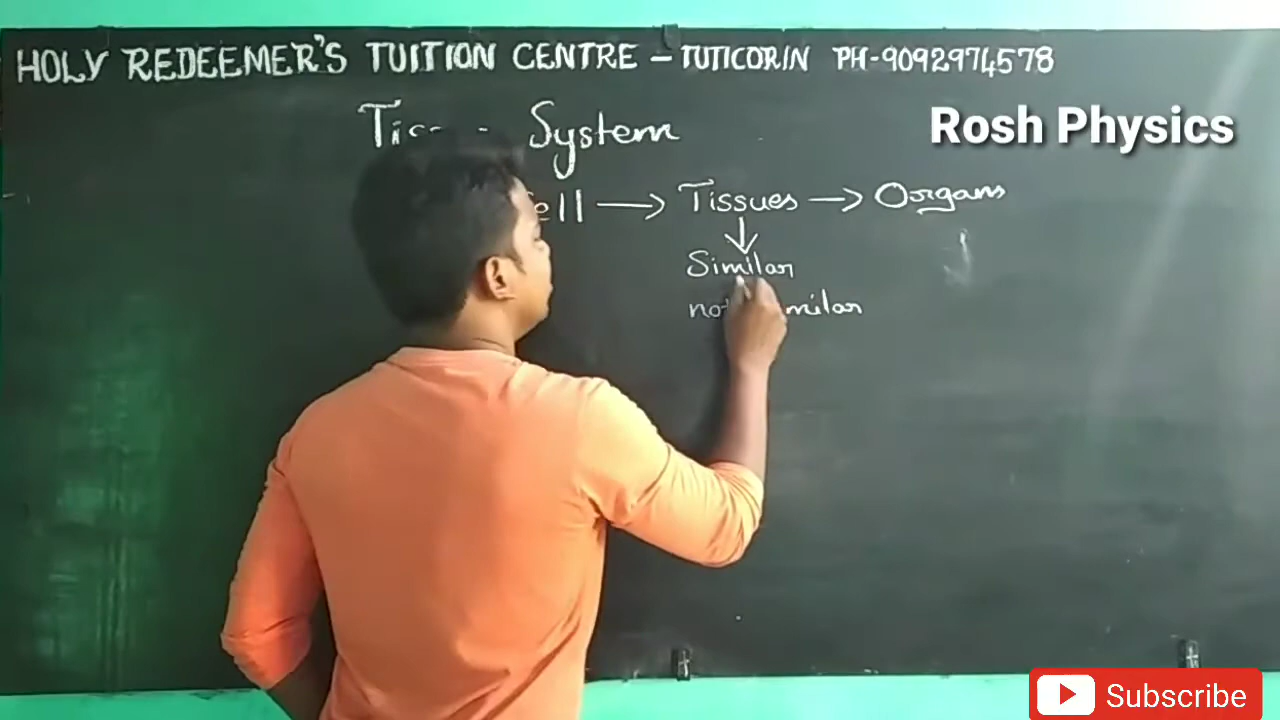 HOLY REDEEMER'S TUITION CENTRE – TUTICORIN PH-9092974578
System
Rosh Physics
→ Tissues → Organs
Similar
Subscribe